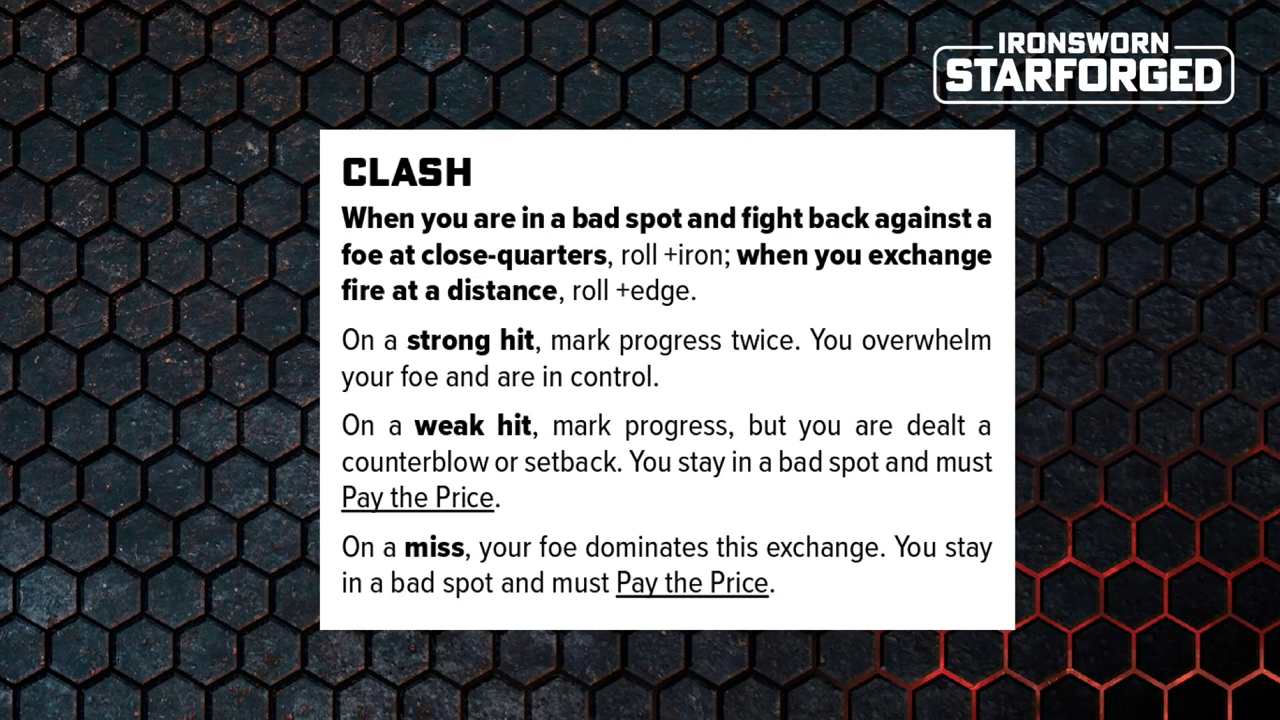 IRONSWORN
STARFORGED
CLASH
When you are in a bad spot and fight back against a
foe at close-quarters, roll +iron; when you exchange
fire at a distance, roll +edge.
On a strong hit, mark progress twice. You overwhelm
your foe and are in control.
On a weak hit, mark progress, but you are dealt a
counterblow or setback. You stay in a bad spot and must
Pay the Price.
On a miss, your foe dominates this exchange. You stay
in a bad spot and must Pay the Price.